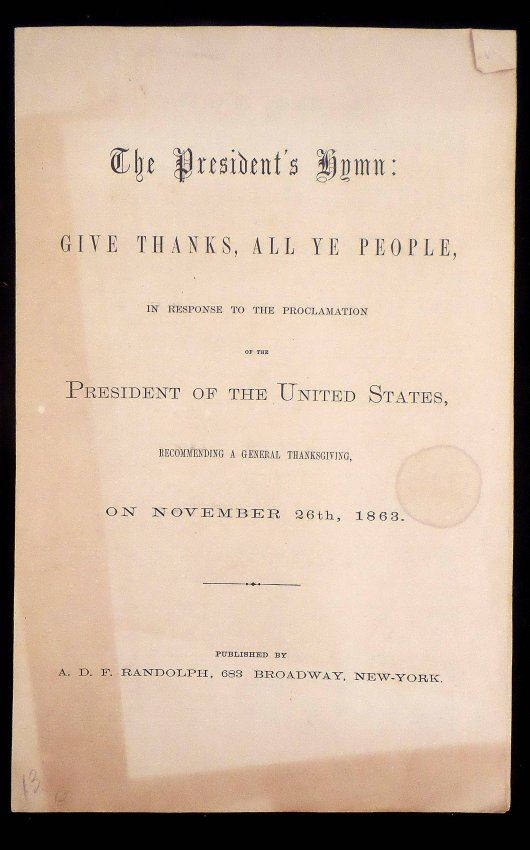 The President's Hymn:
GIVE THANKS, ALL YE PEOPLE,
IN RESPONSE TO THE PROCLAMATION
OF THE
PRESIDENT OF THE UNITED STATES,
RECOMMENDING A GENERAL THANKSGIVING,
ON NOVEMBER 26th, 1863.
PUBLISHED BY
A. D. F. RANDOLPH, 683 BROADWAY, NEW-YORK.
13